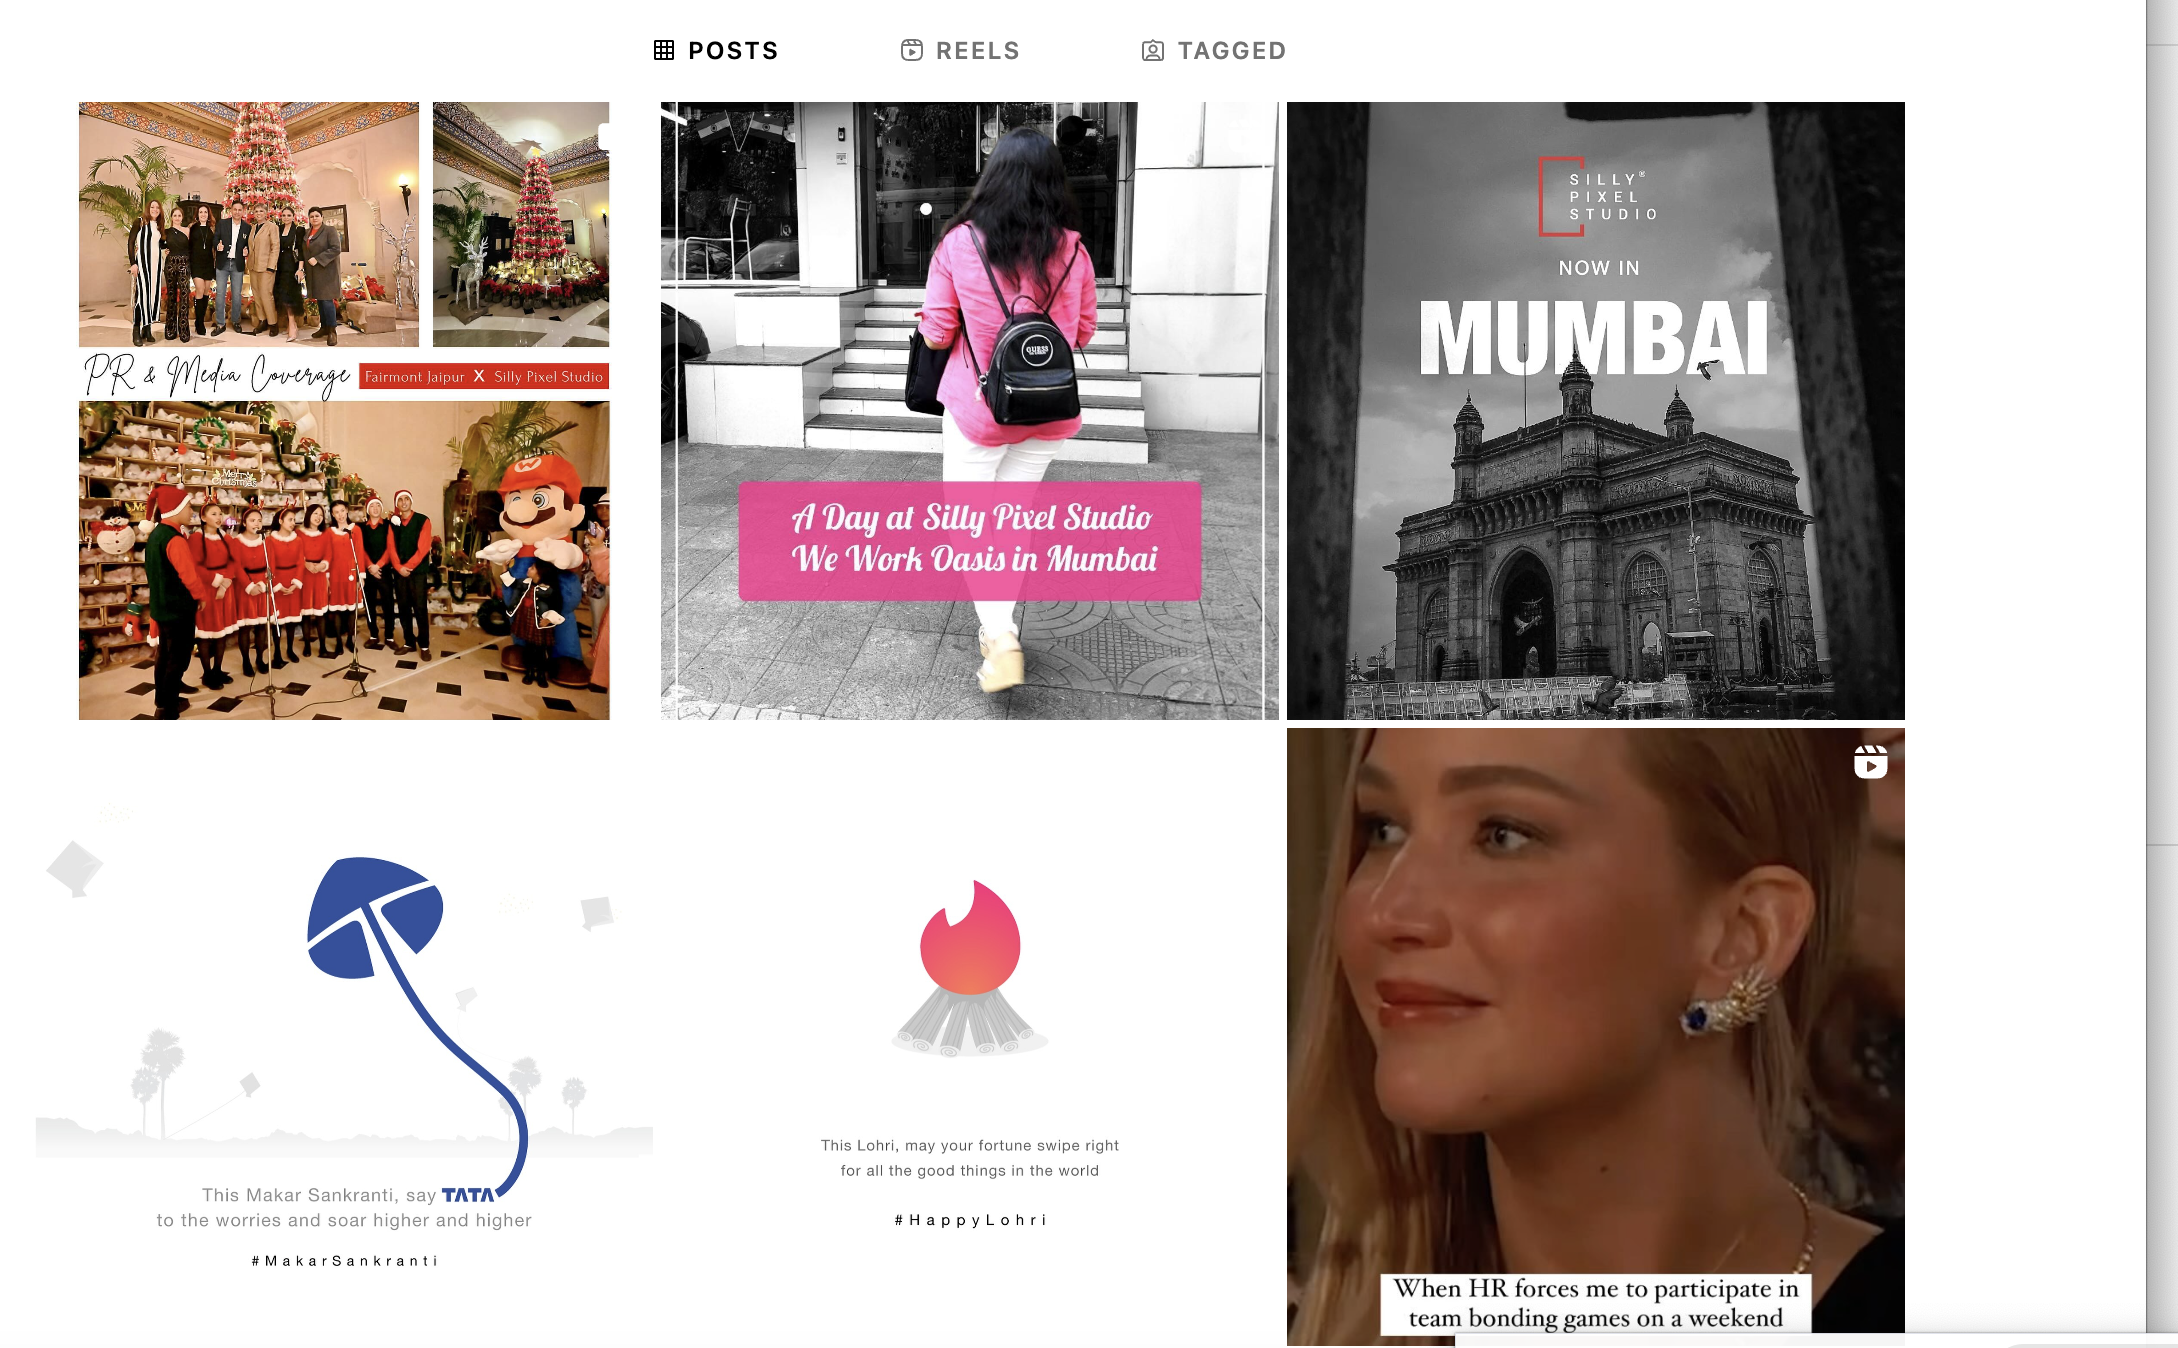 POSTS
REELS
TAGGED
Merry
Christmas
PR & Media Coverage
Fairmont Jaipur X Silly Pixel Studio
GUESS
A Day at Silly Pixel Studio
We Work Oasis in Mumbai
SILLY®
PIXEL
STUDIO
NOW IN
MUMBAI
This Makar Sankranti, say TATA
to the worries and soar higher and higher
#MakarSankranti
This Lohri, may your fortune swipe right
for all the good things in the world
#HappyLohri
When HR forces me to participate in
team bonding games on a weekend